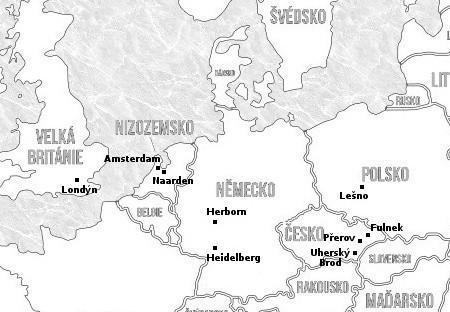 ŠVÉDSKO
DÁNSKO
LIT
RUSKO
VELKÁ
BRITÁNIE
NIZOZEMSKO
Amsterdam
Naarden
Londýn
BELGIE
NĚMECKO
Herborn
Heidelberg
POLSKO
Lešno
ČESKO
Fulnek
Přerov
Uherský
Brod
SLOVENSKO
RAKOUSKO
MAĎARSKO